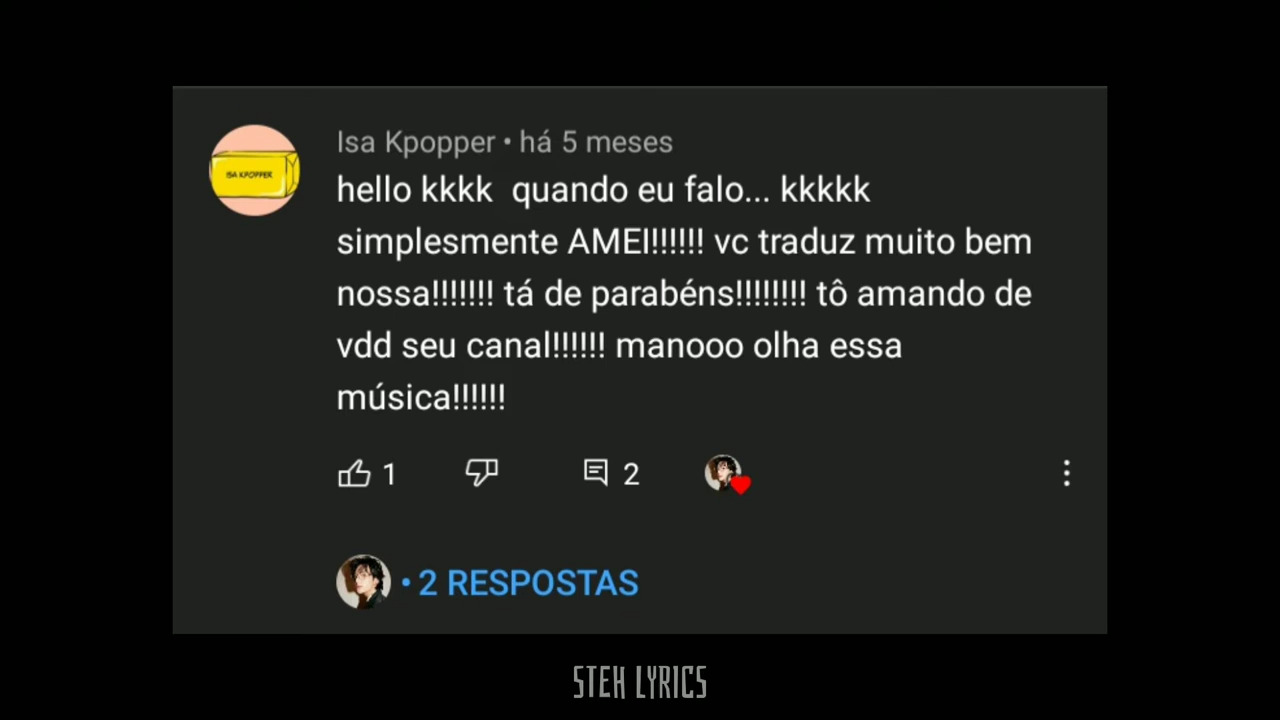 Isa Kpopper • há 5 meses
ISA KPOPPER
hello kkkk quando eu falo... kkkkk
simplesmente AMEI!!!!!! vc traduz muito bem
nossa!!!!!!! tá de parabéns!!!!!!!! tô amando de
vdd seu canal!!!!!! manooo olha essa
música!!!!!!
1
2
• 2 RESPOSTAS
STEH LYRICS